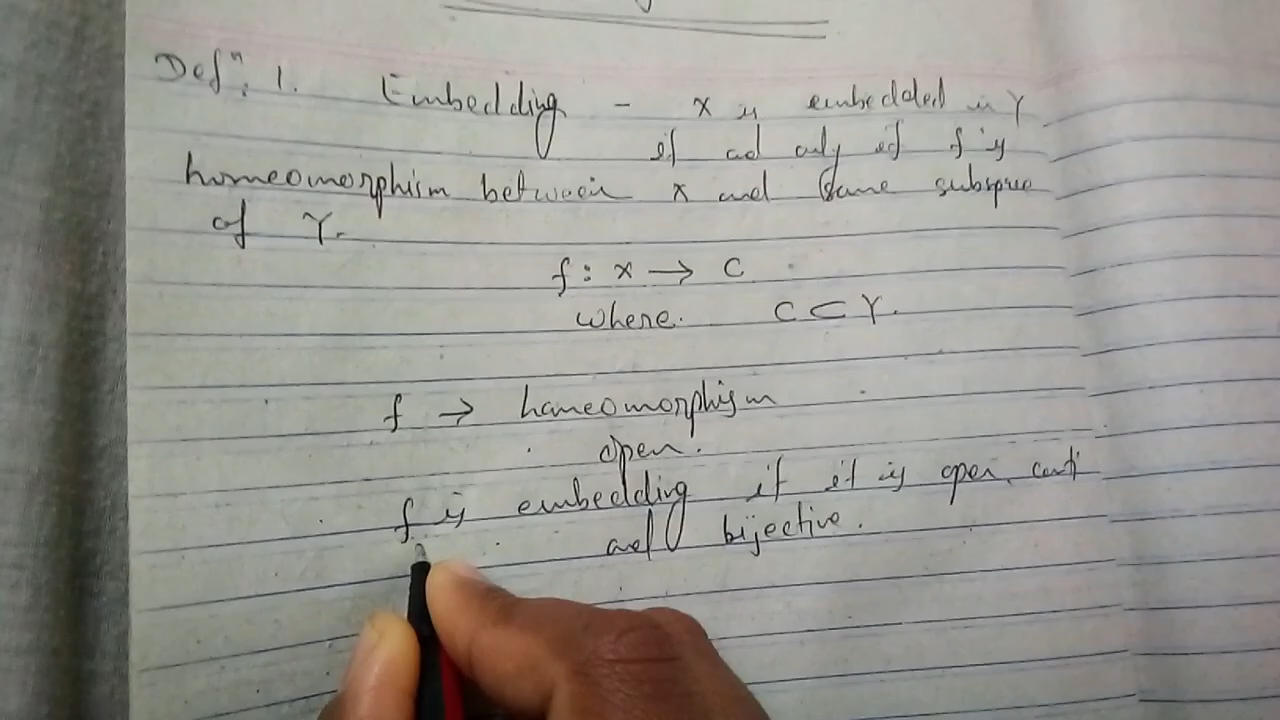 Defⁿ. 1. Embedding - X is embedded in Y
if and only if f is
homeomorphism between X and some subspace
of Y.
f : X → C
where. C ⊂ Y.
f → homeomorphism
open.
f is embedding if it is open, conti
and bijective.